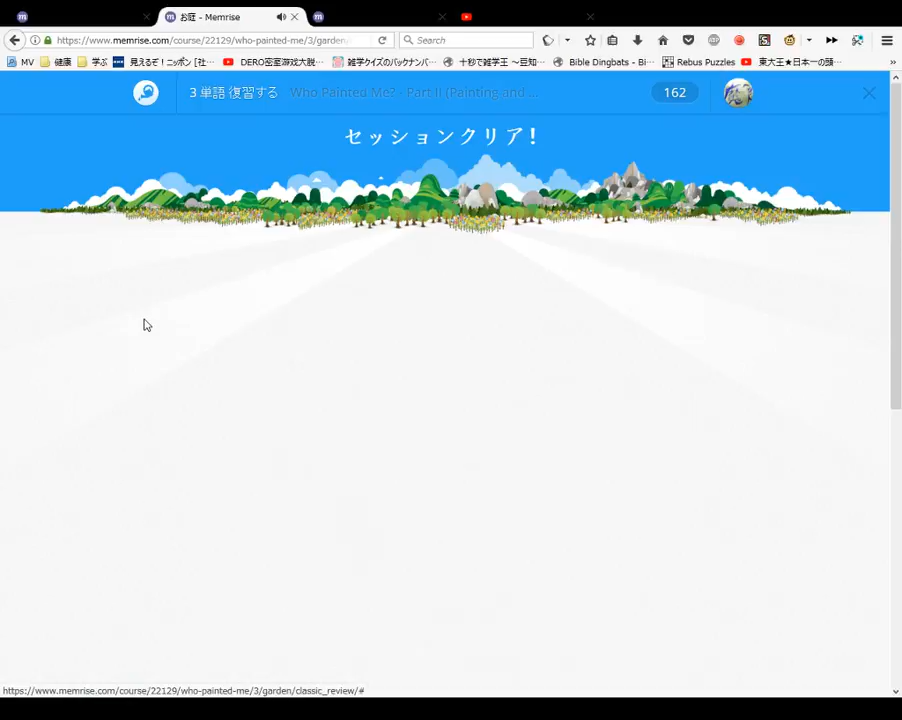 お庭 - Memrise
https://www.memrise.com/course/22129/who-painted-me/3/garden/
Search
MV 健康 学ぶ 見えるぞ！ニッポン [社… DERO密室游戏大脱… 雑学クイズのバックナンバ… 十秒で雑学王 ～豆知… Bible Dingbats - Bi… Rebus Puzzles 東大王★日本一の頭…
3 単語 復習する Who Painted Me? - Part II (Painting and ... 162
セッションクリア！
https://www.memrise.com/course/22129/who-painted-me/3/garden/classic_review/#